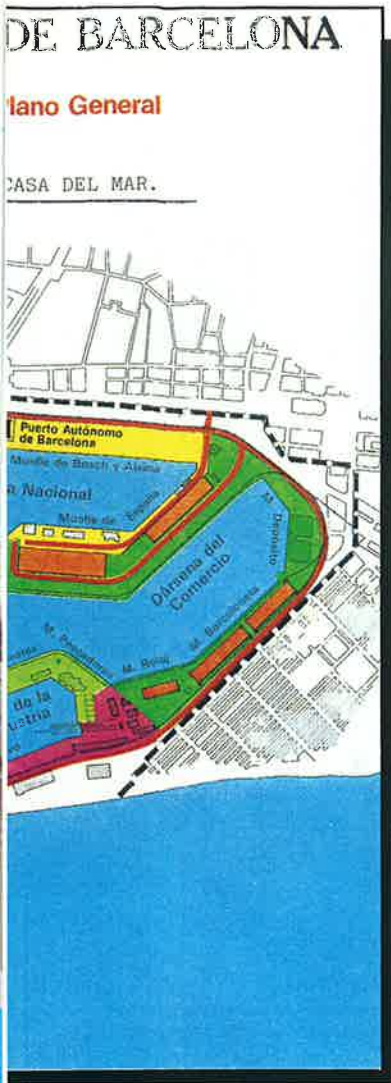 DE BARCELONA
lano General
CASA DEL MAR.
Puerto Autónomo
de Barcelona
Muelle de Bosch y Alsina
a Nacional
Muelle de España
M. Depósito
Dársena del
Comercio
M. Barceloneta
M. Reloj
M. Pescadores
de la
ustria